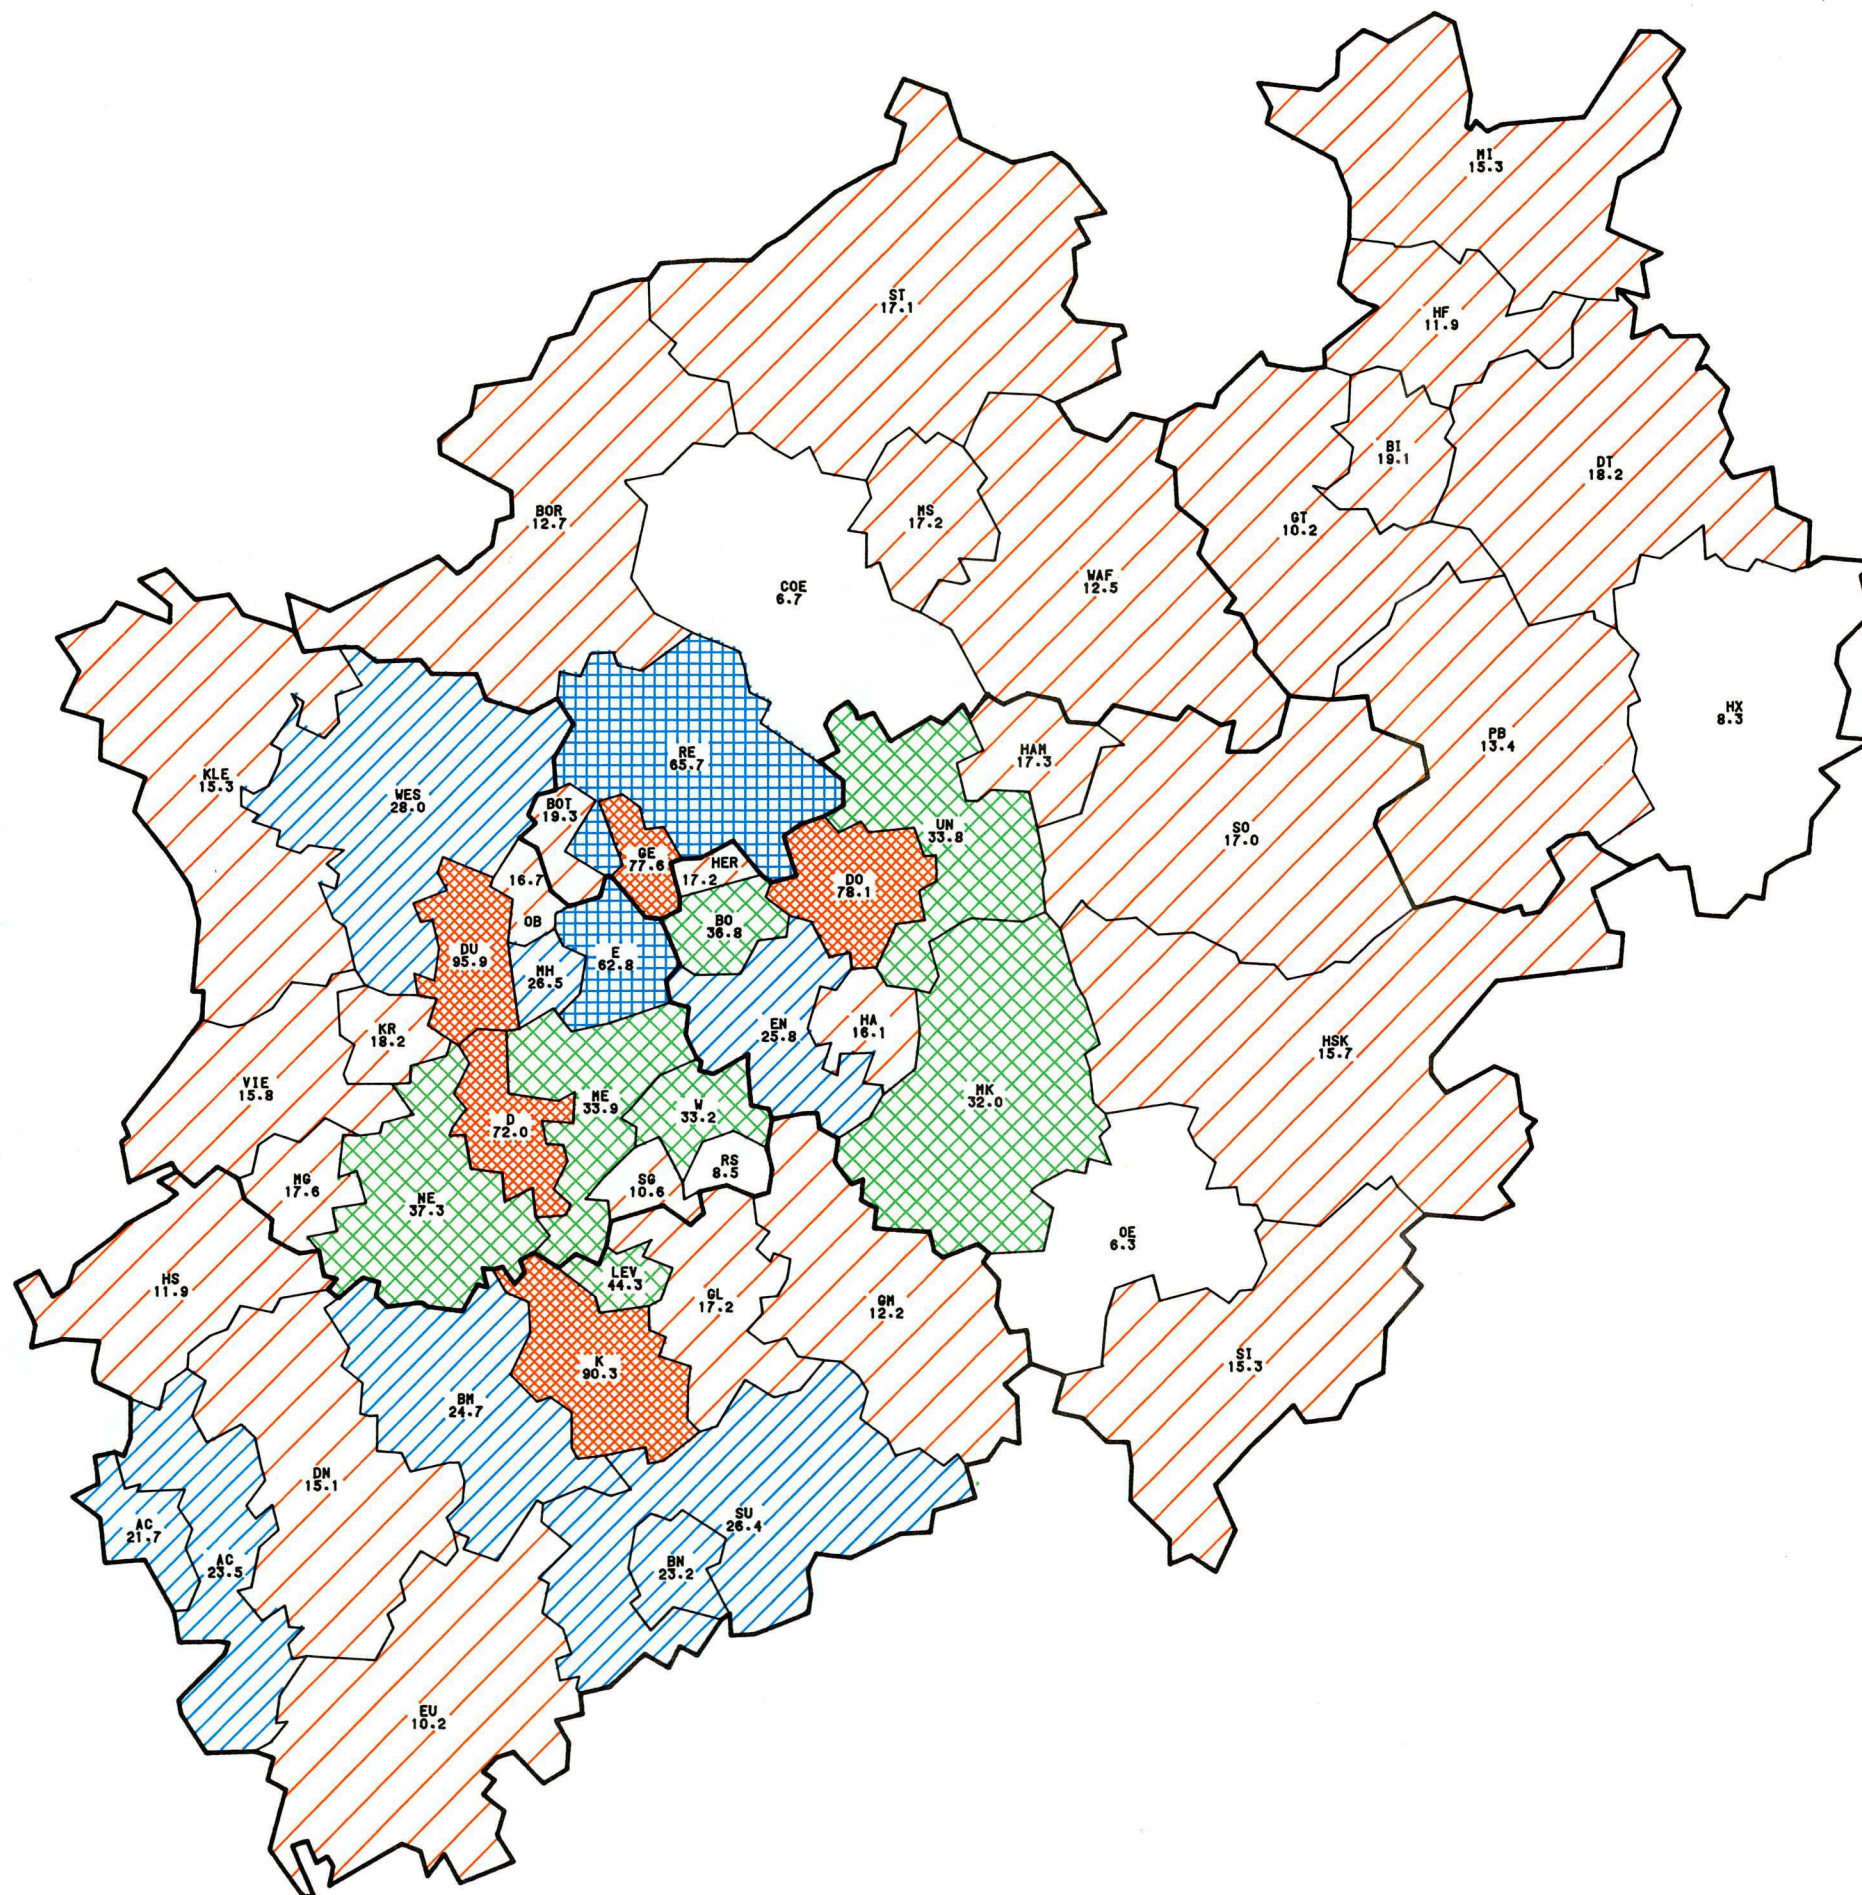 MI
15.3
ST
17.1
HF
11.9
BI
19.1
DT
18.2
BOR
12.7
MS
17.2
GT
10.2
COE
6.7
WAF
12.5
HX
8.3
PB
13.4
RE
65.7
HAM
17.3
KLE
15.3
WES
28.0
BOT
19.3
UN
33.8
SO
17.0
GE
77.6
HER
17.2
DO
78.1
16.7
OB
BO
36.8
DU
95.9
E
62.8
MH
26.5
EN
25.8
HA
16.1
KR
18.2
HSK
15.7
VIE
15.8
ME
33.9
W
33.2
MK
32.0
D
72.0
RS
8.5
SG
10.6
MG
17.6
NE
37.3
OE
6.3
HS
11.9
LEV
44.3
GL
17.2
GM
12.2
SI
15.3
K
90.3
BM
24.7
DN
15.1
SU
26.4
AC
21.7
AC
23.5
BN
23.2
EU
10.2